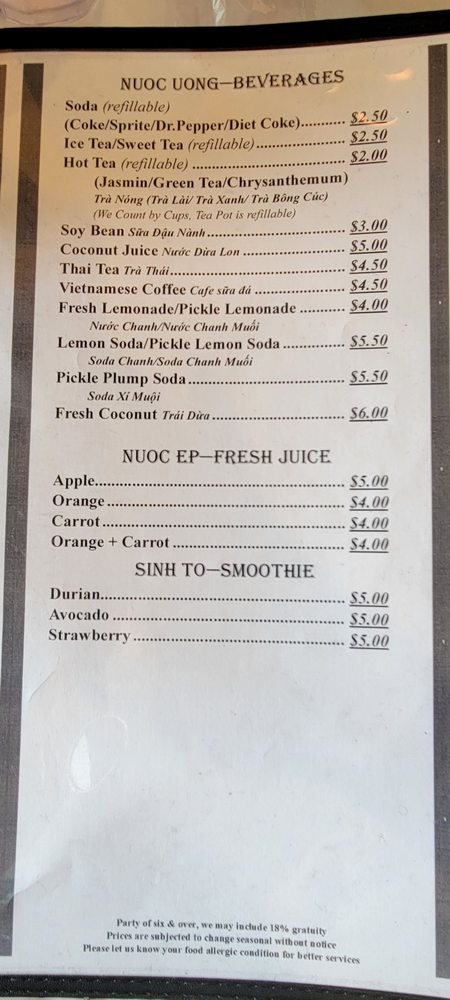 NUOC UONG—BEVERAGES
Soda (refillable)
(Coke/Sprite/Dr.Pepper/Diet Coke)........... $2.50
Ice Tea/Sweet Tea (refillable)...................... $2.50
Hot Tea (refillable) ...................................... $2.00
(Jasmin/Green Tea/Chrysanthemum)
Trà Nóng (Trà Lài/ Trà Xanh/ Trà Bông Cúc)
(We Count by Cups, Tea Pot is refillable)
Soy Bean Sữa Đậu Nành.......................................... $3.00
Coconut Juice Nước Dừa Lon .......................... $5.00
Thai Tea Trà Thái........................................... $4.50
Vietnamese Coffee Cafe sữa đá ...................... $4.50
Fresh Lemonade/Pickle Lemonade ........... $4.00
Nước Chanh/Nước Chanh Muối
Lemon Soda/Pickle Lemon Soda ............... $5.50
Soda Chanh/Soda Chanh Muối
Pickle Plump Soda...................................... $5.50
Soda Xí Muội
Fresh Coconut Trái Dừa ................................ $6.00
NUOC EP—FRESH JUICE
Apple............................................................. $5.00
Orange........................................................... $4.00
Carrot............................................................ $4.00
Orange + Carrot .......................................... $4.00
SINH TO—SMOOTHIE
Durian............................................................ $5.00
Avocado ......................................................... $5.00
Strawberry .................................................... $5.00
Party of six & over, we may include 18% gratuity
Prices are subjected to change seasonal without notice
Please let us know your food allergic condition for better services